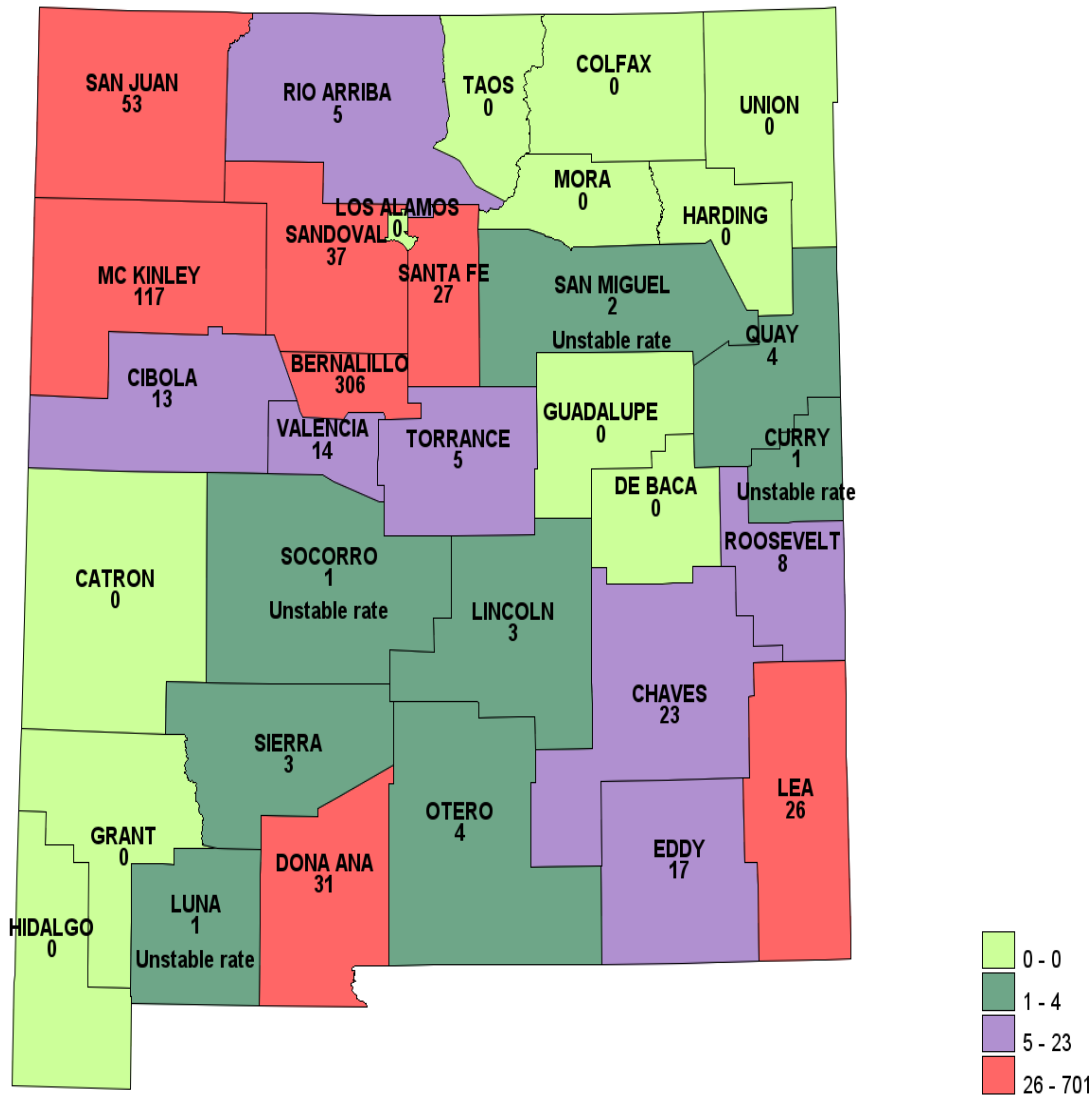 SAN JUAN
53
RIO ARRIBA
5
TAOS
0
COLFAX
0
UNION
0
MORA
0
HARDING
0
LOS ALAMOS
0
SANDOVAL
37
SANTA FE
27
MC KINLEY
117
SAN MIGUEL
2
Unstable rate
QUAY
4
BERNALILLO
306
CIBOLA
13
VALENCIA
14
TORRANCE
5
GUADALUPE
0
CURRY
1
Unstable rate
DE BACA
0
ROOSEVELT
8
CATRON
0
SOCORRO
1
Unstable rate
LINCOLN
3
CHAVES
23
SIERRA
3
OTERO
4
LEA
26
GRANT
0
DONA ANA
31
EDDY
17
HIDALGO
0
LUNA
1
Unstable rate
0 - 0
1 - 4
5 - 23
26 - 701